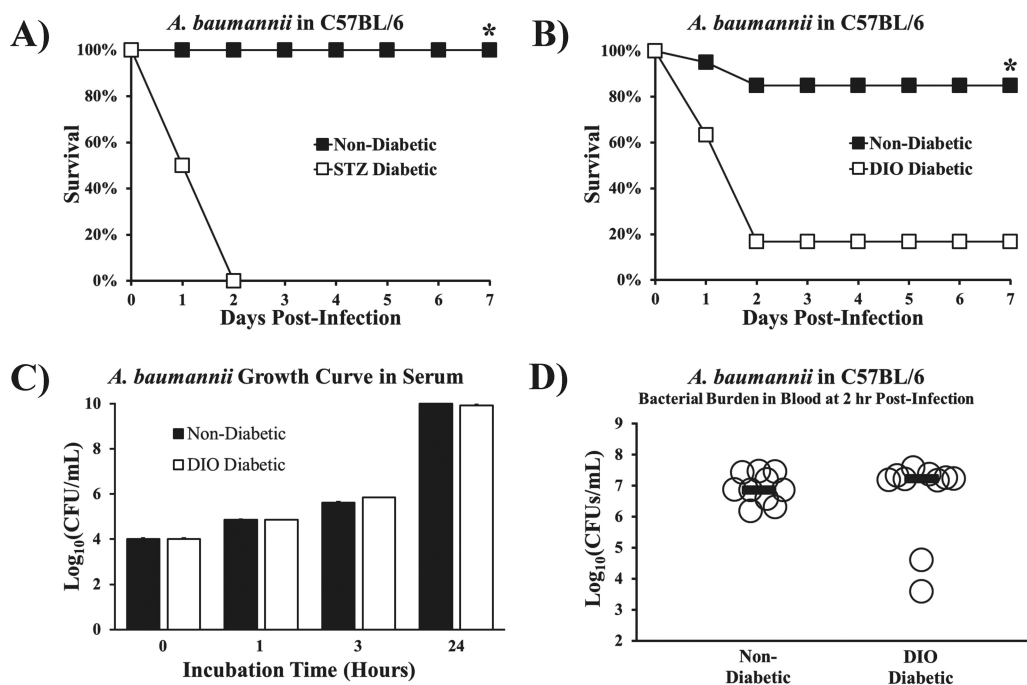 A)
A. baumannii in C57BL/6
*
100%
80%
60%
40%
20%
0%
Survival
Non-Diabetic
STZ Diabetic
0 1 2 3 4 5 6 7
Days Post-Infection
B)
A. baumannii in C57BL/6
*
100%
80%
60%
40%
20%
0%
Survival
Non-Diabetic
DIO Diabetic
0 1 2 3 4 5 6 7
Days Post-Infection
C)
A. baumannii Growth Curve in Serum
10
8
6
4
2
0
Log10(CFU/mL)
Non-Diabetic
DIO Diabetic
0 1 3 24
Incubation Time (Hours)
D)
A. baumannii in C57BL/6
Bacterial Burden in Blood at 2 hr Post-Infection
9
8
7
6
5
4
3
2
Log10(CFUs/mL)
Non-
Diabetic
DIO
Diabetic